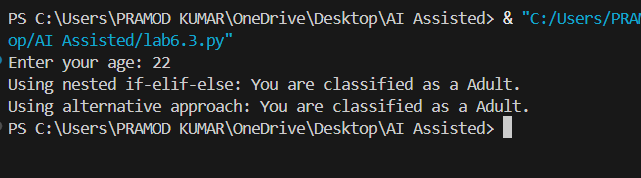 PS C:\Users\PRAMOD KUMAR\OneDrive\Desktop\AI Assisted> & "C:/Users/PRA
op/AI Assisted/lab6.3.py"
Enter your age: 22
Using nested if-elif-else: You are classified as a Adult.
Using alternative approach: You are classified as a Adult.
PS C:\Users\PRAMOD KUMAR\OneDrive\Desktop\AI Assisted>